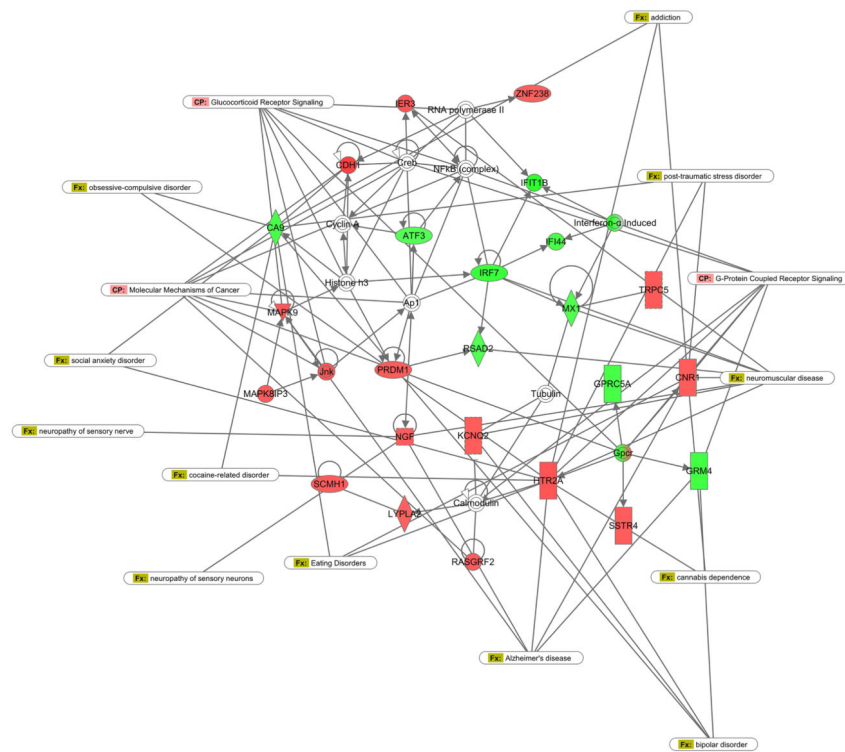 Fx: addiction
ZNF238
CP: Glucocorticoid Receptor Signaling
IER3
RNA polymerase II
CDH1
Creb
NFkB (complex)
Fx: post-traumatic stress disorder
IFIT1B
Fx: obsessive-compulsive disorder
CA9
Cyclin A
ATF3
Interferon-α Induced
IFI44
IRF7
Histone h3
CP: G-Protein Coupled Receptor Signaling
CP: Molecular Mechanisms of Cancer
TRPC5
Ap1
MAPK9
MX1
RSAD2
Fx: social anxiety disorder
Jnk
PRDM1
CNR1
Fx: neuromuscular disease
GPRC5A
MAPK8IP3
Tubulin
Fx: neuropathy of sensory nerve
NGF
KCNQ2
Gpcr
Fx: cocaine-related disorder
GRM4
SCMH1
HTR2A
Calmodulin
LYPLA2
SSTR4
Fx: Eating Disorders
RASGRF2
Fx: neuropathy of sensory neurons
Fx: cannabis dependence
Fx: Alzheimer's disease
Fx: bipolar disorder